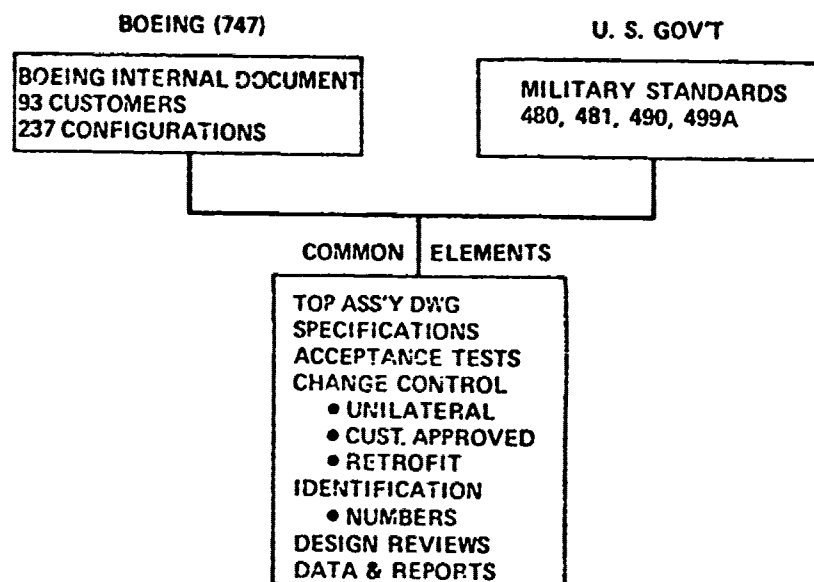 BOEING (747)
BOEING INTERNAL DOCUMENT
93 CUSTOMERS
237 CONFIGURATIONS
U. S. GOV'T
MILITARY STANDARDS
480, 481, 490, 499A
COMMON ELEMENTS
TOP ASS'Y DWG
SPECIFICATIONS
ACCEPTANCE TESTS
CHANGE CONTROL
• UNILATERAL
• CUST. APPROVED
• RETROFIT
IDENTIFICATION
• NUMBERS
DESIGN REVIEWS
DATA & REPORTS